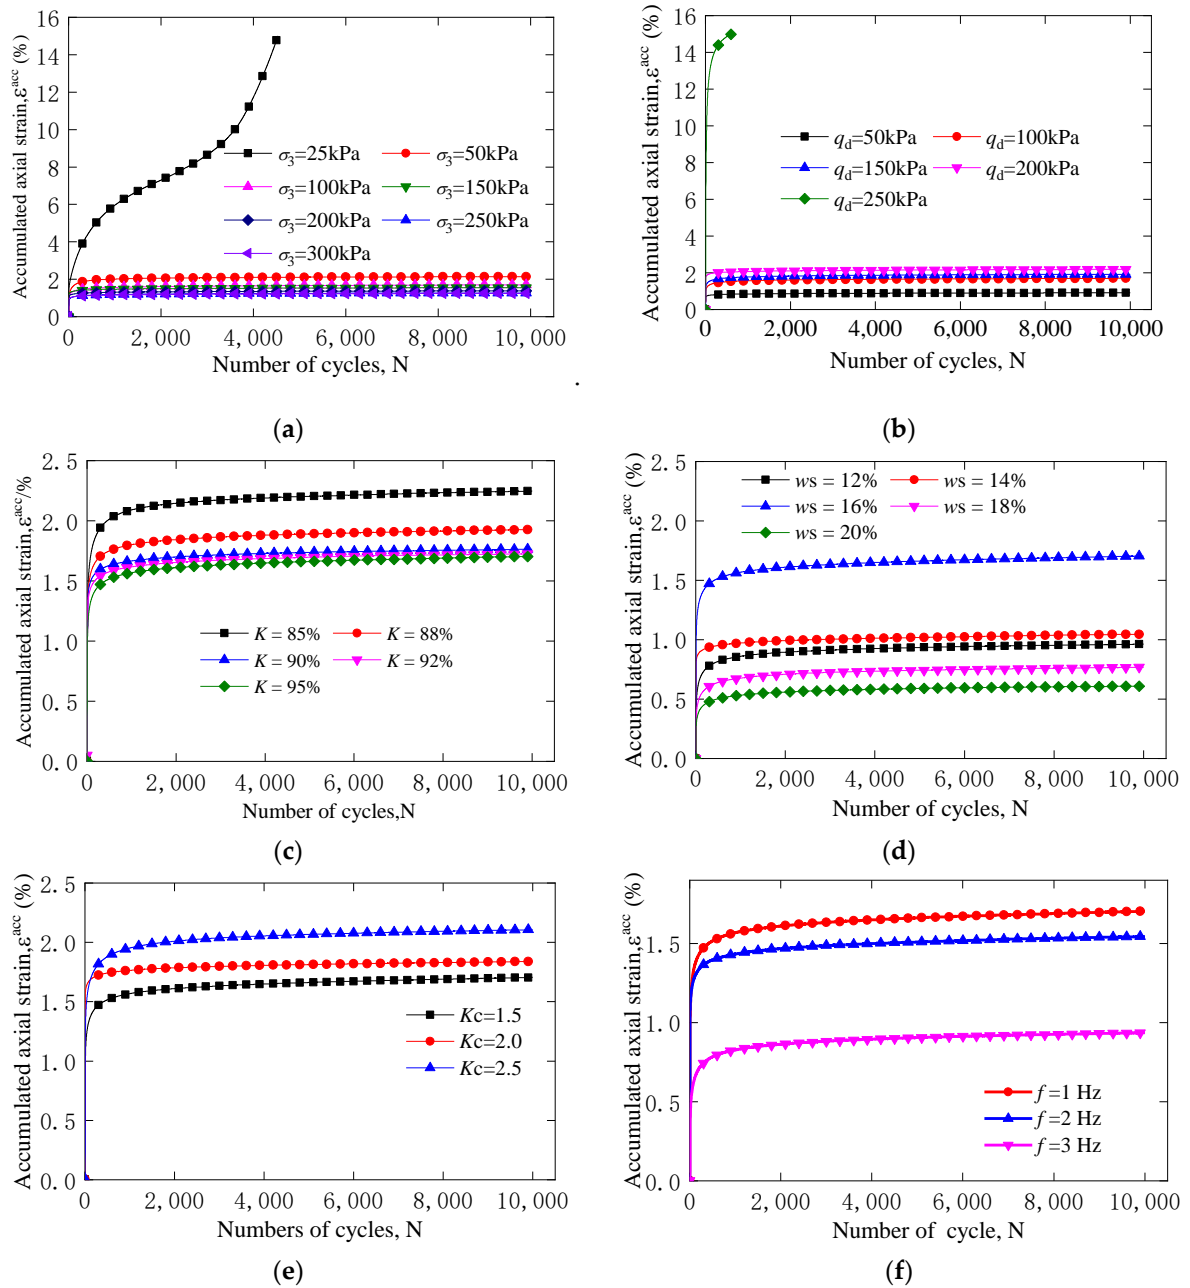 16
14
12
10
8
6
4
2
0
Accumulated axial strain,εᵃᶜᶜ (%)
σ₃=25kPa
σ₃=50kPa
σ₃=100kPa
σ₃=150kPa
σ₃=200kPa
σ₃=250kPa
σ₃=300kPa
0 2,000 4,000 6,000 8,000 10,000
Number of cycles, N
(a)
16
14
12
10
8
6
4
2
0
Accumulated axial strain,εᵃᶜᶜ (%)
q_d=50kPa
q_d=100kPa
q_d=150kPa
q_d=200kPa
q_d=250kPa
0 2,000 4,000 6,000 8,000 10,000
Number of cycles, N
.
(b)
2.5
2.0
1.5
1.0
0.5
0.0
Accumulated axial strain,εᵃᶜᶜ/%
K = 85%
K = 88%
K = 90%
K = 92%
K = 95%
0 2,000 4,000 6,000 8,000 10,000
Number of cycles,N
(c)
2.5
2.0
1.5
1.0
0.5
0.0
Accumulated axial strain,εᵃᶜᶜ (%)
ws = 12%
ws = 14%
ws = 16%
ws = 18%
ws = 20%
0 2,000 4,000 6,000 8,000 10,000
Number of cycles, N
(d)
2.5
2.0
1.5
1.0
0.5
0.0
Accumulated axial strain,εᵃᶜᶜ (%)
Kc=1.5
Kc=2.0
Kc=2.5
0 2,000 4,000 6,000 8,000 10,000
Numbers of cycles, N
(e)
1.5
1.0
0.5
0.0
Accumulated axial strain,εᵃᶜᶜ (%)
f =1 Hz
f =2 Hz
f =3 Hz
0 2,000 4,000 6,000 8,000 10,000
Number of cycle, N
(f)